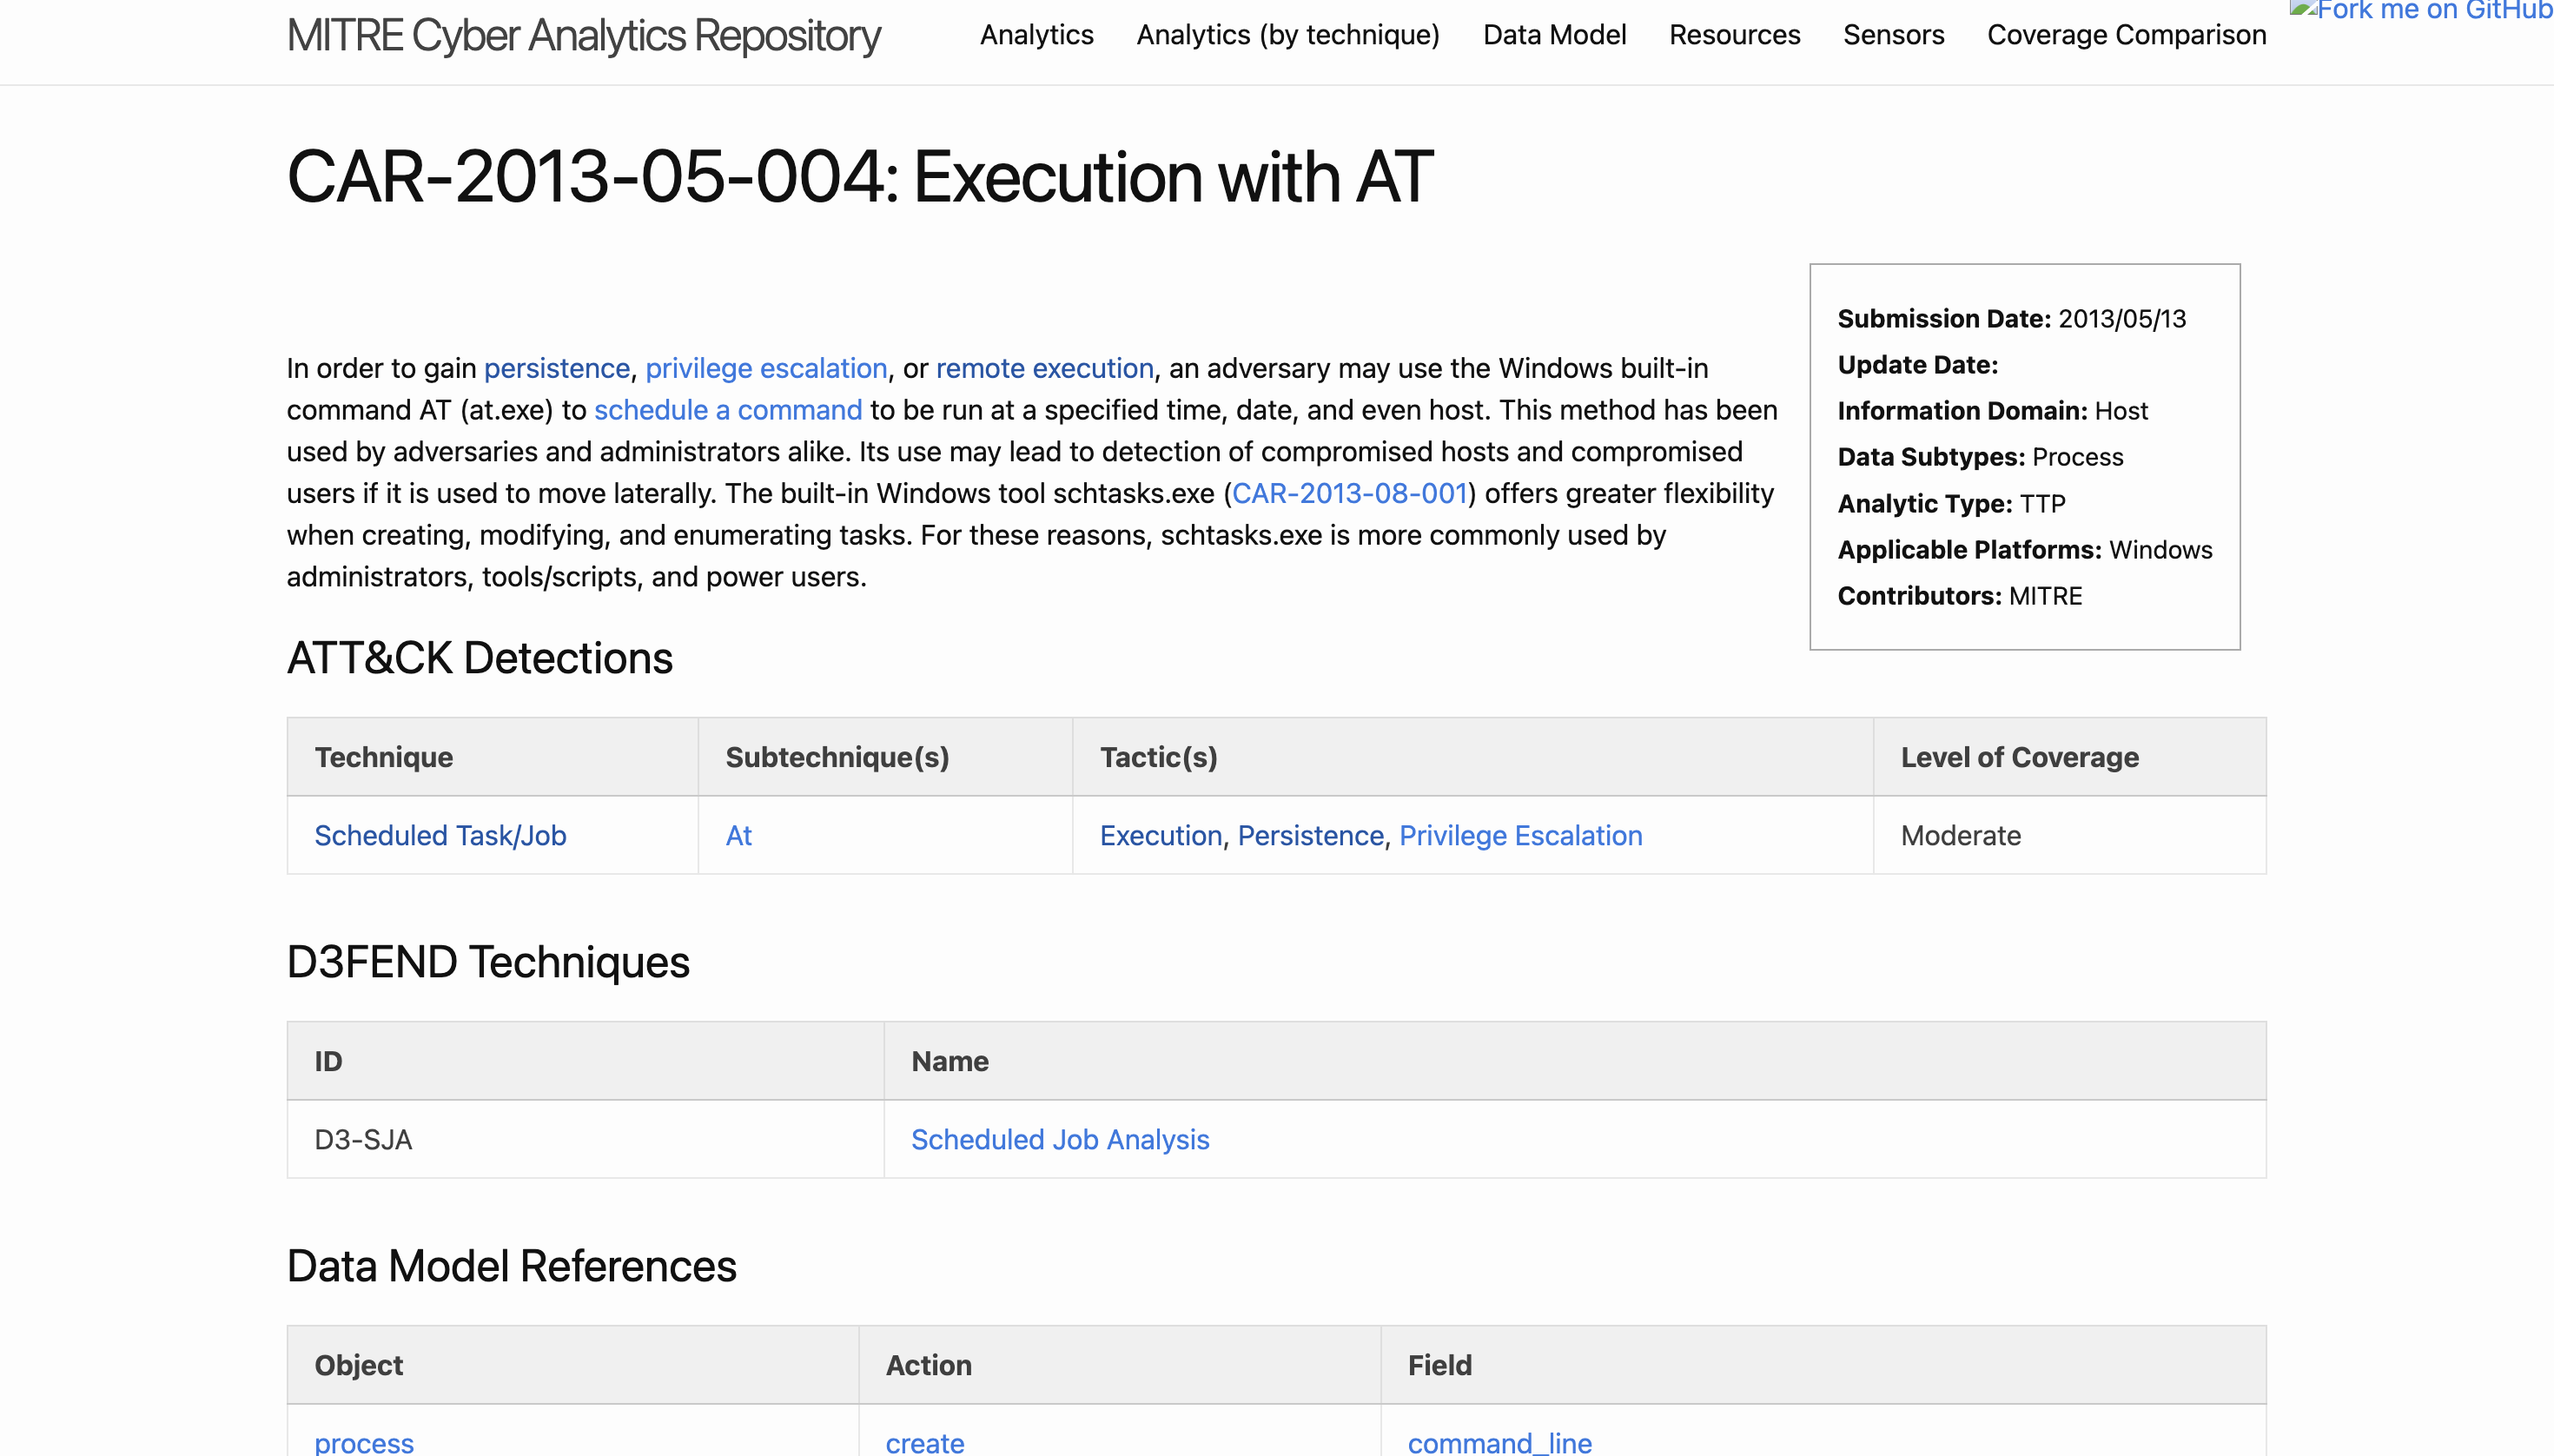 MITRE Cyber Analytics Repository
Analytics
Analytics (by technique)
Data Model
Resources
Sensors
Coverage Comparison
Fork me on GitHub
CAR-2013-05-004: Execution with AT
Submission Date: 2013/05/13
Update Date:
Information Domain: Host
Data Subtypes: Process
Analytic Type: TTP
Applicable Platforms: Windows
Contributors: MITRE
In order to gain persistence, privilege escalation, or remote execution, an adversary may use the Windows built-in
command AT (at.exe) to schedule a command to be run at a specified time, date, and even host. This method has been
used by adversaries and administrators alike. Its use may lead to detection of compromised hosts and compromised
users if it is used to move laterally. The built-in Windows tool schtasks.exe (CAR-2013-08-001) offers greater flexibility
when creating, modifying, and enumerating tasks. For these reasons, schtasks.exe is more commonly used by
administrators, tools/scripts, and power users.
ATT&CK Detections
Technique Subtechnique(s) Tactic(s) Level of Coverage
Scheduled Task/Job At Execution, Persistence, Privilege Escalation Moderate
D3FEND Techniques
ID Name
D3-SJA Scheduled Job Analysis
Data Model References
Object Action Field
process create command_line